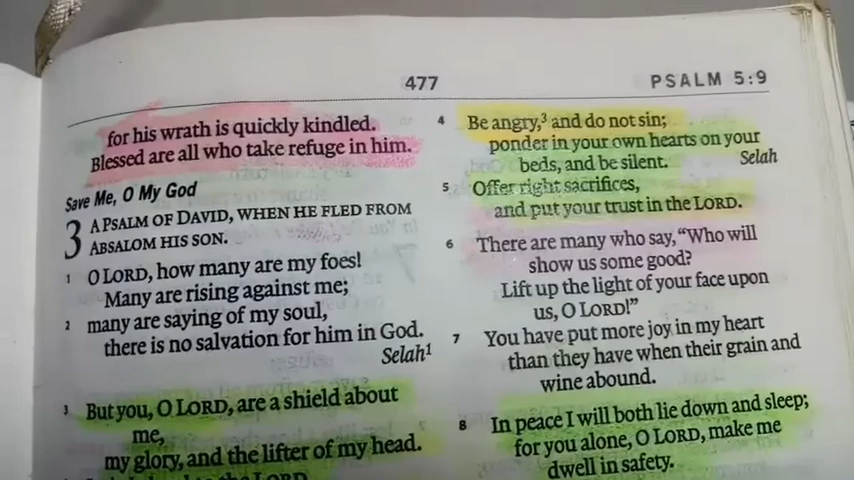 477
PSALM 5:9
for his wrath is quickly kindled.
Blessed are all who take refuge in him.
Save Me, O My God
3 A PSALM OF DAVID, WHEN HE FLED FROM
ABSALOM HIS SON.
1 O LORD, how many are my foes!
Many are rising against me;
2 many are saying of my soul,
there is no salvation for him in God.
Selah1
3 But you, O LORD, are a shield about
me,
my glory, and the lifter of my head.
to the LORD
4 Be angry,3 and do not sin;
ponder in your own hearts on your
beds, and be silent. Selah
5 Offer right sacrifices,
and put your trust in the LORD.
6 There are many who say, “Who will
show us some good?
Lift up the light of your face upon
us, O LORD!”
7 You have put more joy in my heart
than they have when their grain and
wine abound.
8 In peace I will both lie down and sleep;
for you alone, O LORD, make me
dwell in safety.